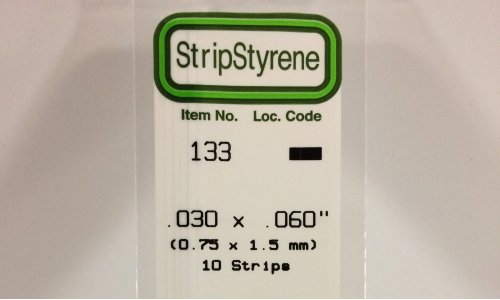 StripStyrene
Item No. Loc. Code
133
.030 x .060"
(0.75 x 1.5 mm)
10 Strips